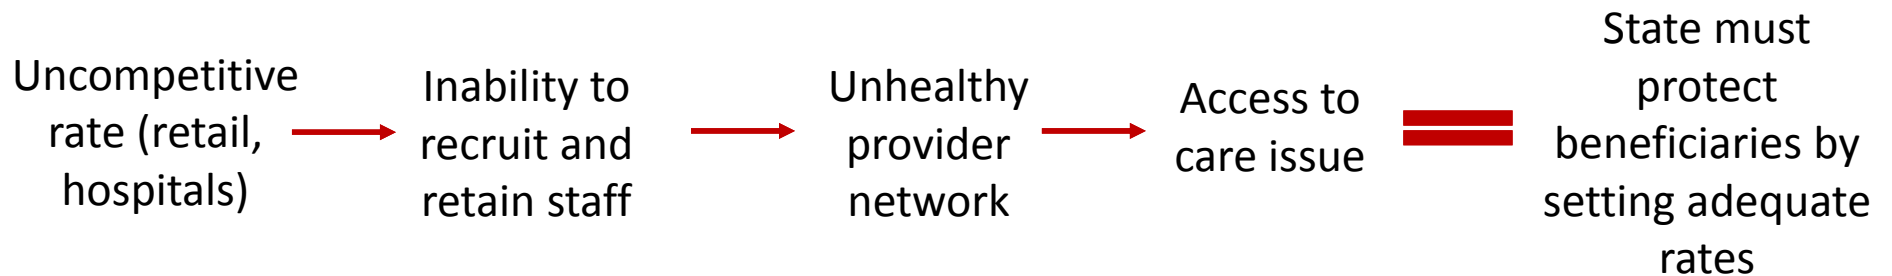 Uncompetitive
rate (retail,
hospitals)
Inability to
recruit and
retain staff
Unhealthy
provider
network
Access to
care issue
State must
protect
beneficiaries by
setting adequate
rates